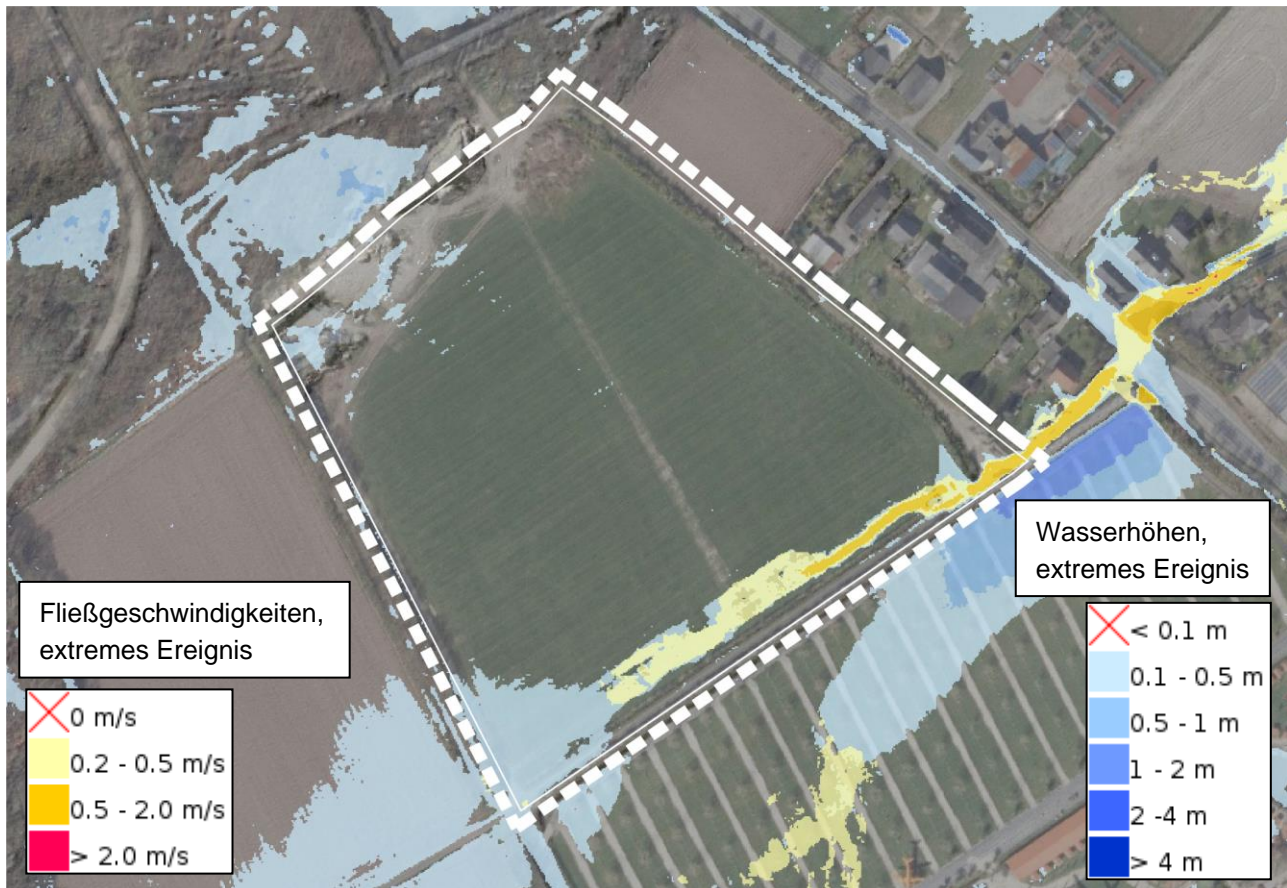 Fließgeschwindigkeiten,
extremes Ereignis
0 m/s
0.2 - 0.5 m/s
0.5 - 2.0 m/s
> 2.0 m/s
Wasserhöhen,
extremes Ereignis
< 0.1 m
0.1 - 0.5 m
0.5 - 1 m
1 - 2 m
2 -4 m
> 4 m